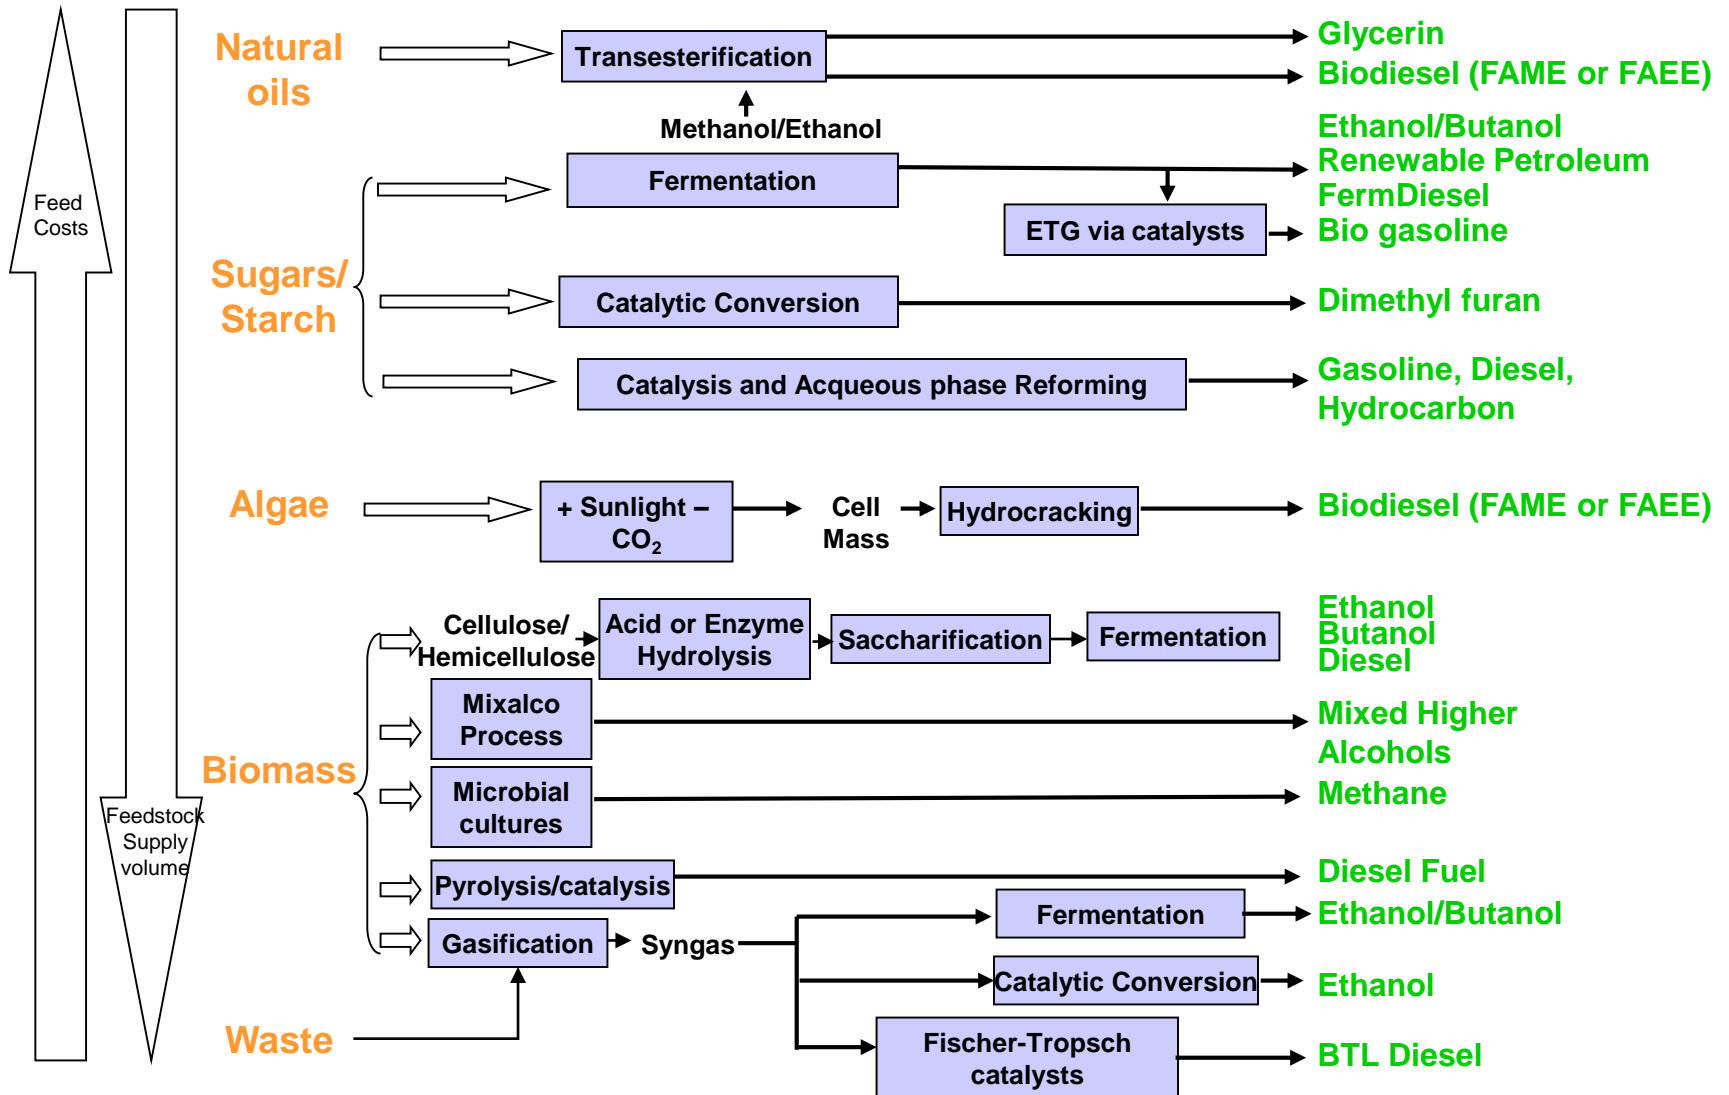 Feed
Costs
Feedstock
Supply
volume
Natural
oils
Transesterification
Glycerin
Biodiesel (FAME or FAEE)
Methanol/Ethanol
Sugars/
Starch
Fermentation
Ethanol/Butanol
Renewable Petroleum
FermDiesel
ETG via catalysts
Bio gasoline
Catalytic Conversion
Dimethyl furan
Catalysis and Acqueous phase Reforming
Gasoline, Diesel,
Hydrocarbon
Algae
+ Sunlight –
CO₂
Cell
Mass
Hydrocracking
Biodiesel (FAME or FAEE)
Biomass
Cellulose/
Hemicellulose
Acid or Enzyme
Hydrolysis
Saccharification
Fermentation
Ethanol
Butanol
Diesel
Mixalco
Process
Mixed Higher
Alcohols
Microbial
cultures
Methane
Pyrolysis/catalysis
Diesel Fuel
Gasification
Syngas
Fermentation
Ethanol/Butanol
Catalytic Conversion
Ethanol
Waste
Fischer-Tropsch
catalysts
BTL Diesel